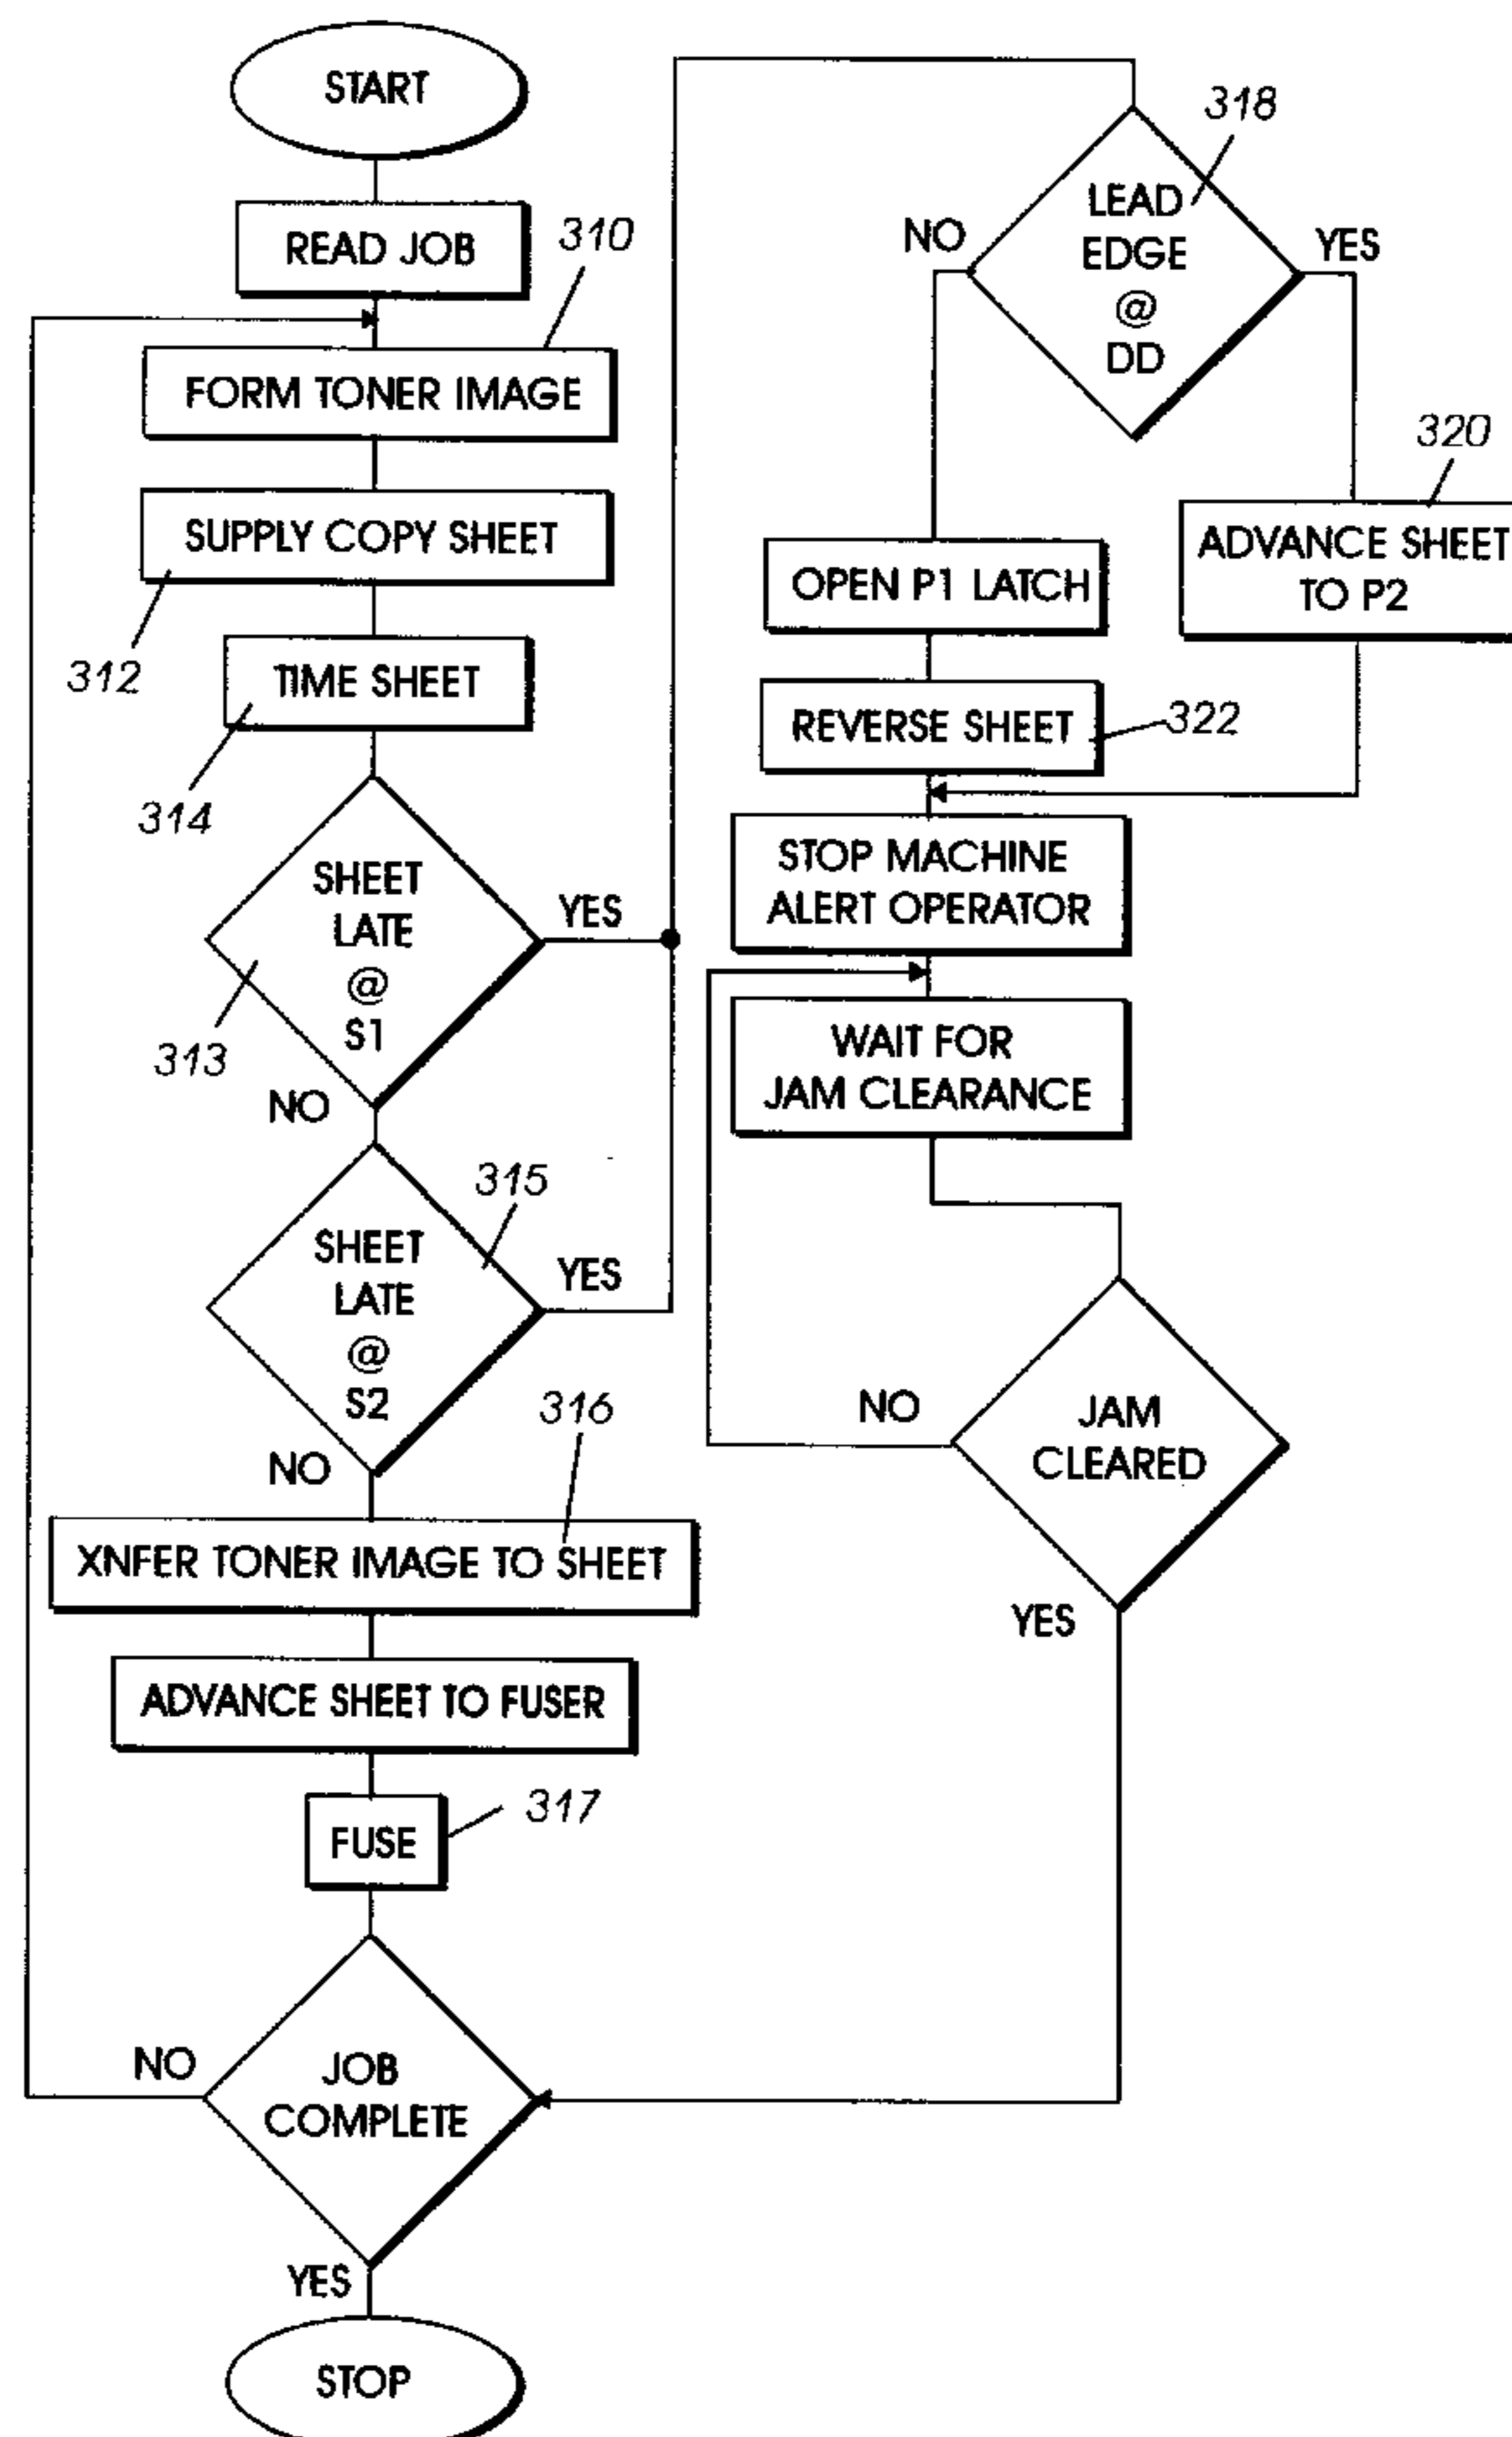 START
READ JOB
310
FORM TONER IMAGE
SUPPLY COPY SHEET
312
TIME SHEET
314
SHEET
LATE
@
S1
313
YES
NO
SHEET
LATE
@
S2
315
YES
NO
316
XNFER TONER IMAGE TO SHEET
ADVANCE SHEET TO FUSER
FUSE
317
JOB
COMPLETE
NO
YES
STOP
318
LEAD
EDGE
@
DD
NO
YES
320
ADVANCE SHEET
TO P2
OPEN P1 LATCH
REVERSE SHEET
322
STOP MACHINE
ALERT OPERATOR
WAIT FOR
JAM CLEARANCE
JAM
CLEARED
NO
YES